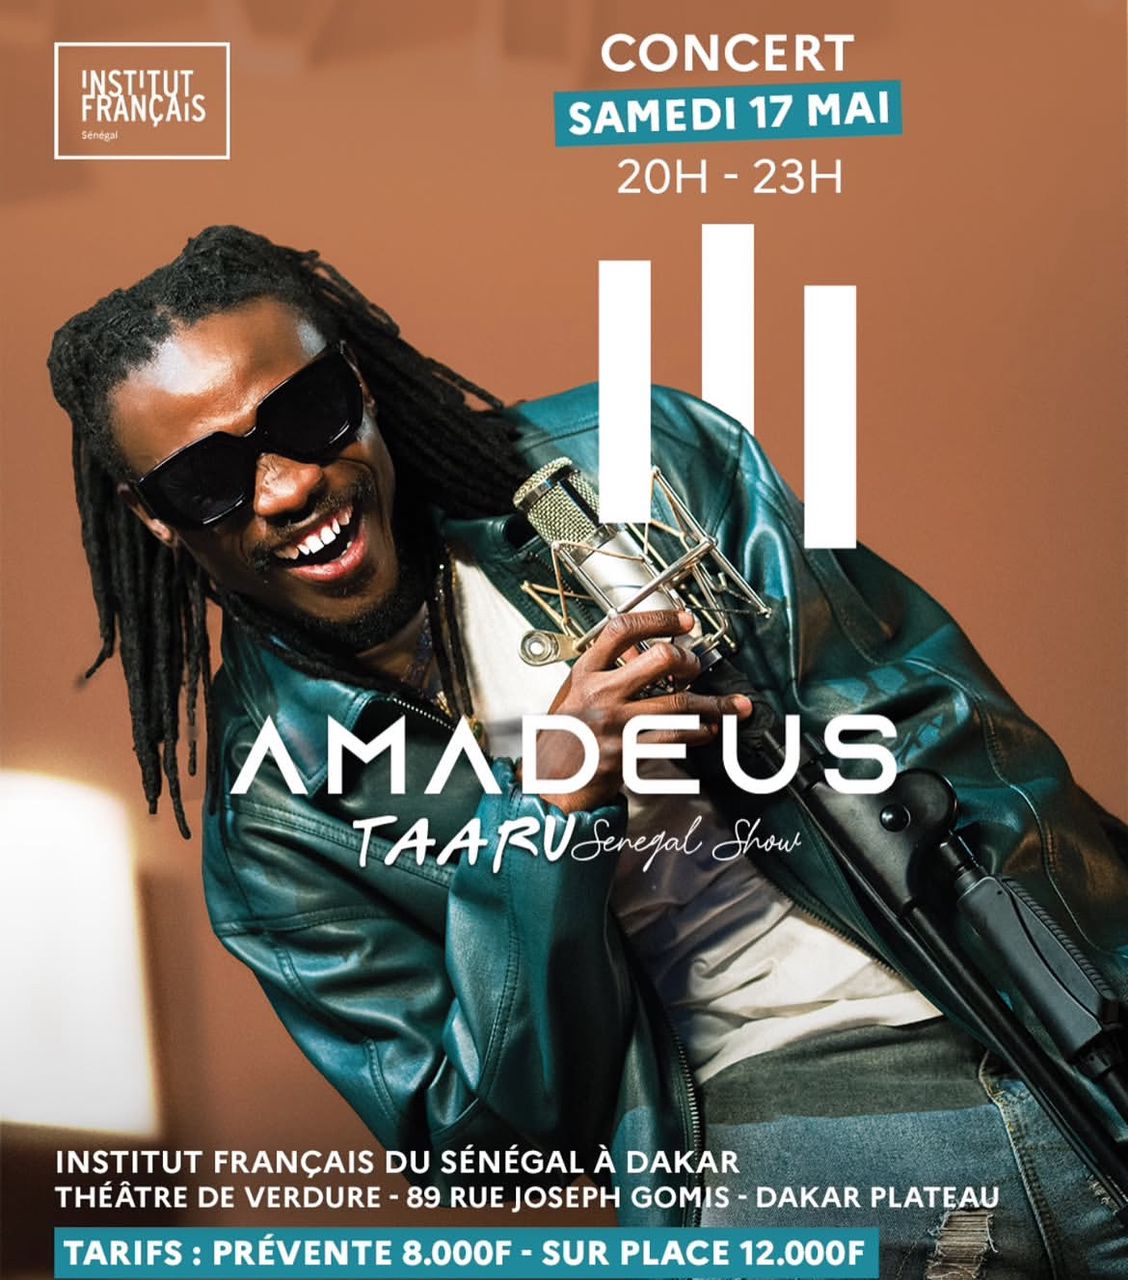 INSTITUT
FRANÇAIS
Sénégal
CONCERT
SAMEDI 17 MAI
20H - 23H
AMADEUS
TAARU Senegal Show
INSTITUT FRANÇAIS DU SÉNÉGAL À DAKAR
THÉÂTRE DE VERDURE - 89 RUE JOSEPH GOMIS - DAKAR PLATEAU
TARIFS : PRÉVENTE 8.000F - SUR PLACE 12.000F